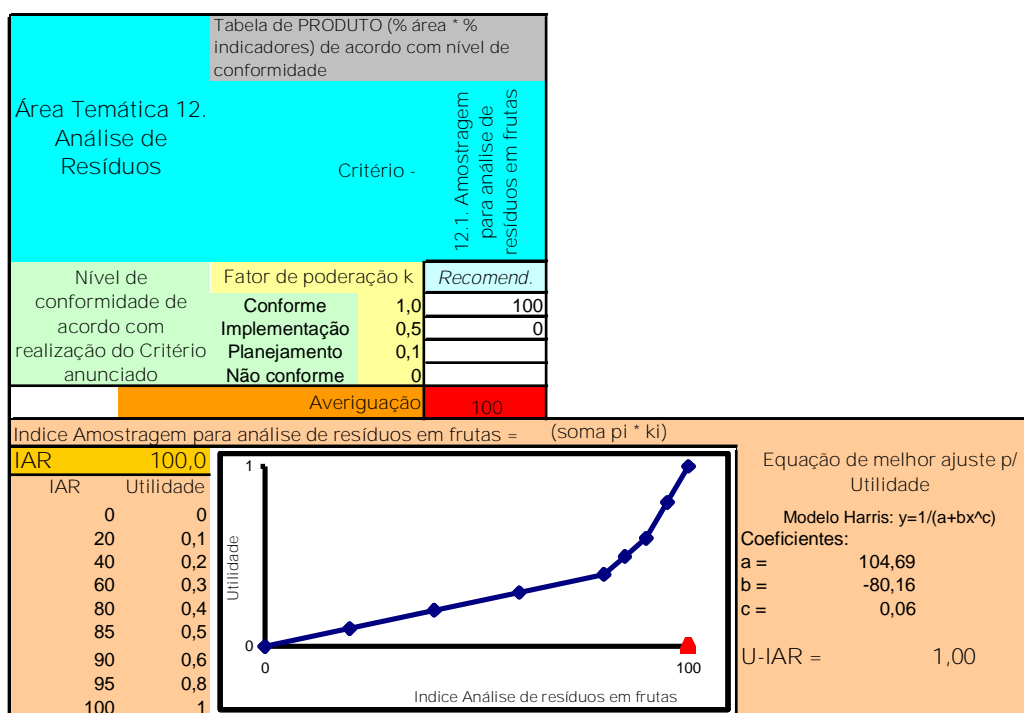 Tabela de PRODUTO (% área * %
indicadores) de acordo com nível de
conformidade
Área Temática 12.
Análise de
Resíduos
Critério -
12.1. Amostragem
para análise de
resíduos em frutas
Nível de
conformidade de
acordo com
realização do Critério
anunciado
Fator de poderação k
Recomend.
Conforme 1,0 100
Implementação 0,5 0
Planejamento 0,1
Não conforme 0
Averiguação 100
Indice Amostragem para análise de resíduos em frutas = (soma pi * ki)
IAR 100,0
IAR Utilidade
0 0
20 0,1
40 0,2
60 0,3
80 0,4
85 0,5
90 0,6
95 0,8
100 1
1
Utilidade
0
0 100
Indice Análise de resíduos em frutas
Equação de melhor ajuste p/
Utilidade
Modelo Harris: y=1/(a+bx^c)
Coeficientes:
a = 104,69
b = -80,16
c = 0,06
U-IAR = 1,00